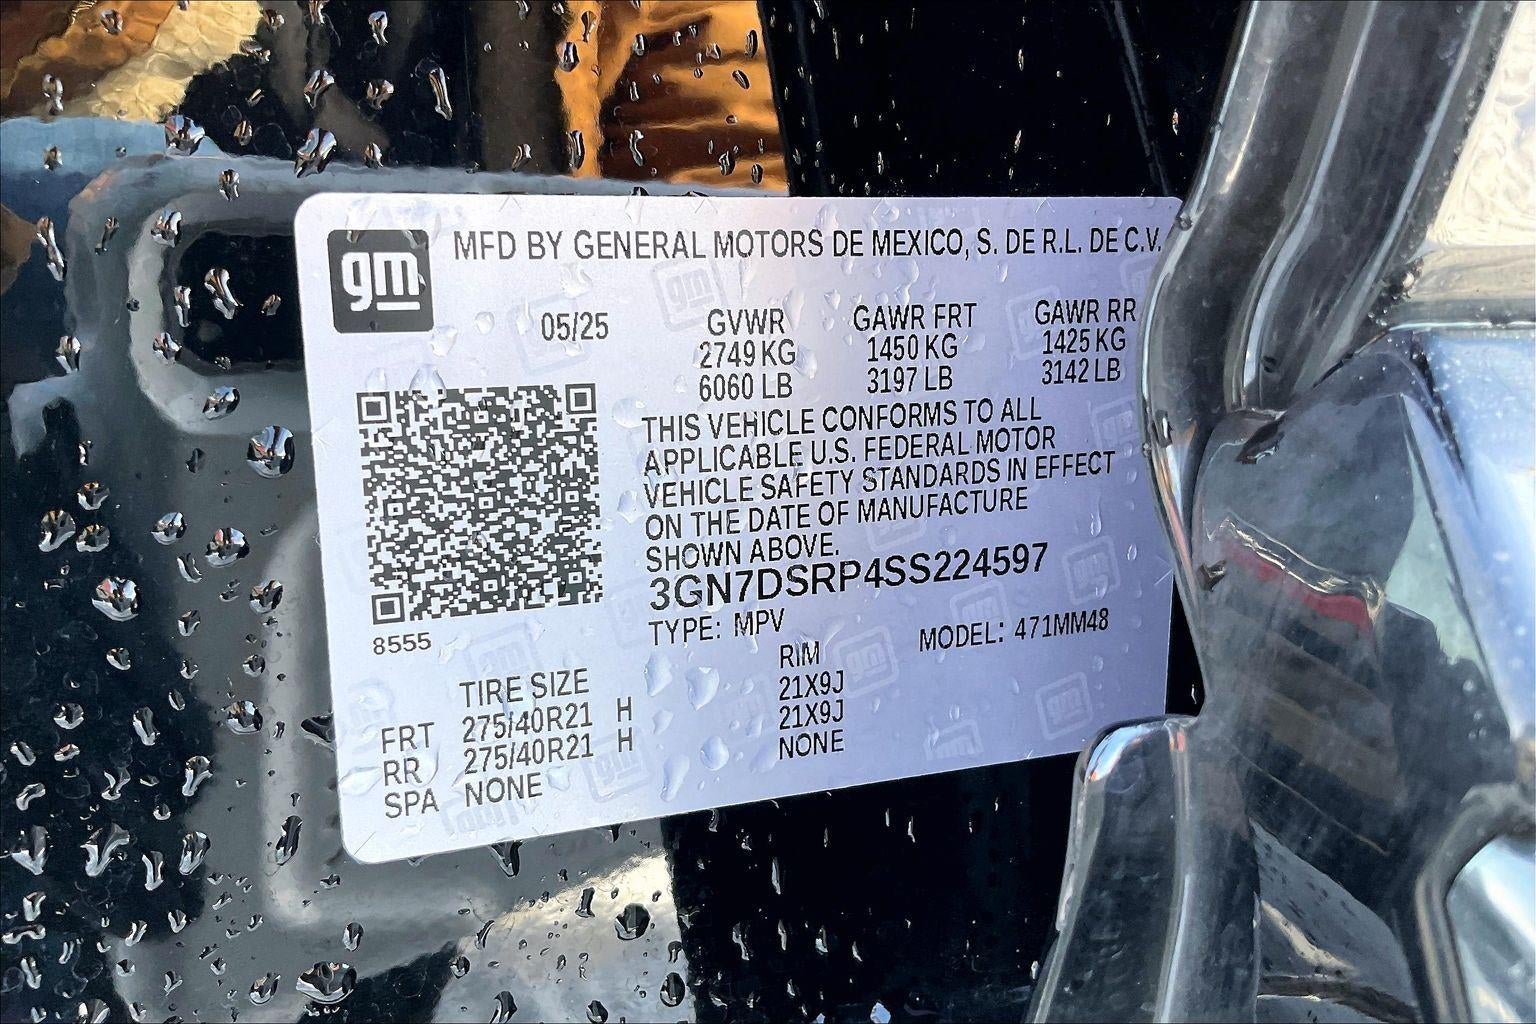 gm
MFD BY GENERAL MOTORS DE MEXICO, S. DE R.L. DE C.V.
05/25 GVWR GAWR FRT GAWR RR
2749 KG 1450 KG 1425 KG
6060 LB 3197 LB 3142 LB
THIS VEHICLE CONFORMS TO ALL
APPLICABLE U.S. FEDERAL MOTOR
VEHICLE SAFETY STANDARDS IN EFFECT
ON THE DATE OF MANUFACTURE
SHOWN ABOVE.
3GN7DSRP4SS224597
8555
TYPE: MPV MODEL: 471MM48
TIRE SIZE RIM
FRT 275/40R21 H 21X9J
RR 275/40R21 H 21X9J
SPA NONE NONE